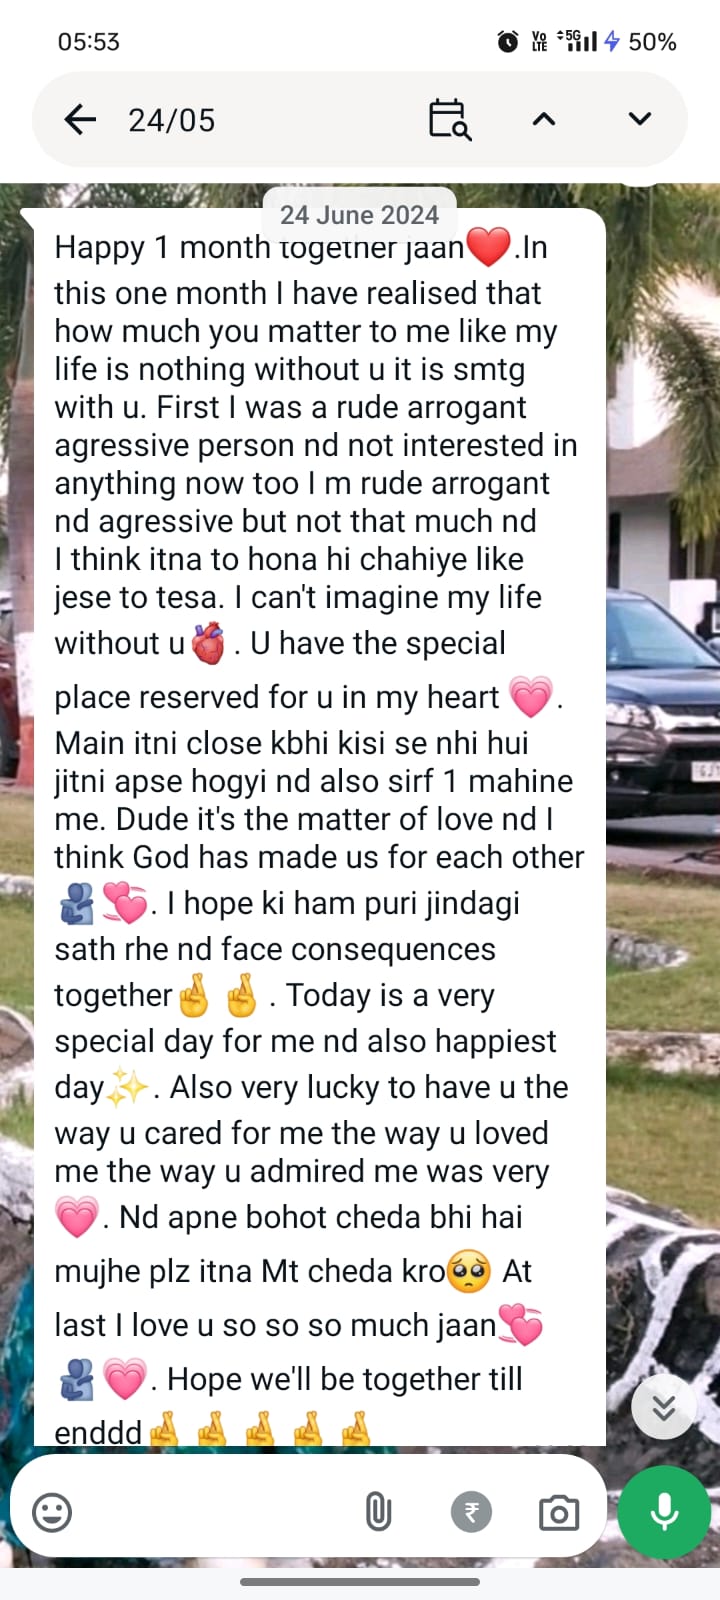 05:53
Vo LTE 5G 50%
24/05
24 June 2024
Happy 1 month together jaan❤️.In
this one month I have realised that
how much you matter to me like my
life is nothing without u it is smtg
with u. First I was a rude arrogant
agressive person nd not interested in
anything now too I m rude arrogant
nd agressive but not that much nd
I think itna to hona hi chahiye like
jese to tesa. I can't imagine my life
without u🫀. U have the special
place reserved for u in my heart 💗.
Main itni close kbhi kisi se nhi hui
jitni apse hogyi nd also sirf 1 mahine
me. Dude it's the matter of love nd I
think God has made us for each other
🫂💞. I hope ki ham puri jindagi
sath rhe nd face consequences
together🤞🤞. Today is a very
special day for me nd also happiest
day✨. Also very lucky to have u the
way u cared for me the way u loved
me the way u admired me was very
💗. Nd apne bohot cheda bhi hai
mujhe plz itna Mt cheda kro🥺 At
last I love u so so so much jaan💞
🫂💗. Hope we'll be together till
enddd🤞🤞🤞🤞🤞
₹